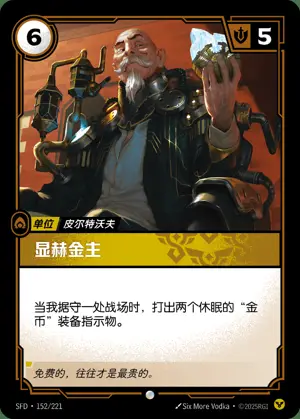 6
5
单位 皮尔特沃夫
显赫金主
当我据守一处战场时，打出两个休眠的“金
币”装备指示物。
免费的，往往才是最贵的。
SFD • 152/221
Six More Vodka • ©2025RGI